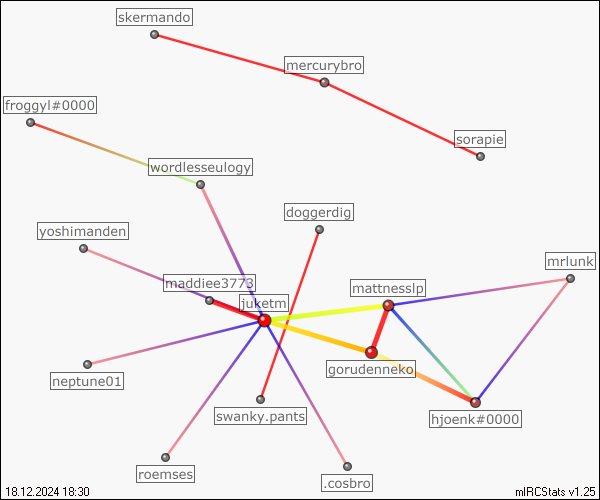 skermando
mercurybro
froggyl#0000
sorapie
wordlesseulogy
doggerdig
yoshimanden
mrlunk
maddiee3773
mattnesslp
juketm
gorudenneko
neptune01
swanky.pants
hjoenk#0000
roemses
.cosbro
18.12.2024 18:30
mIRCStats v1.25